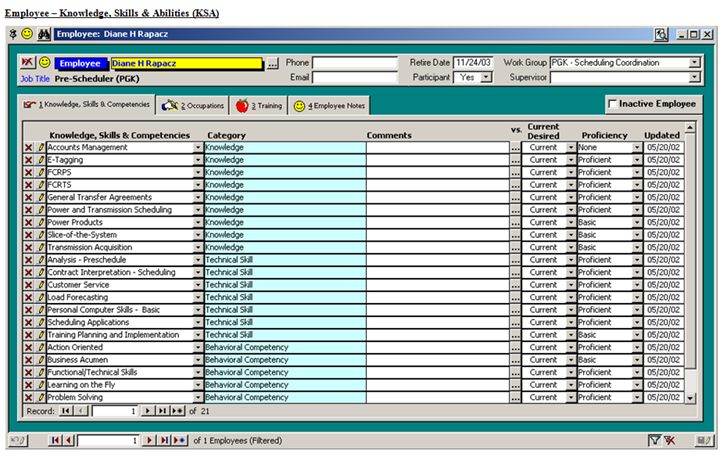 Employee – Knowledge, Skills & Abilities (KSA)
Employee: Diane H Rapacz
Employee Diane H Rapacz ... Phone Retire Date 11/24/03 Work Group PGK - Scheduling Coordination
Job Title Pre-Scheduler (PGK) Email Participant Yes Supervisor
1 Knowledge, Skills & Competencies 2 Occupations 3 Training 4 Employee Notes Inactive Employee
Knowledge, Skills & Competencies Category Comments vs. Current Desired Proficiency Updated
Accounts Management Knowledge ... Current None 05/20/02
E-Tagging Knowledge ... Current Proficient 05/20/02
FCRPS Knowledge ... Current Proficient 05/20/02
FCRTS Knowledge ... Current Proficient 05/20/02
General Transfer Agreements Knowledge ... Current Proficient 05/20/02
Power and Transmission Scheduling Knowledge ... Current Proficient 05/20/02
Power Products Knowledge ... Current Basic 05/20/02
Slice-of-the-System Knowledge ... Current Basic 05/20/02
Transmission Acquisition Knowledge ... Current Basic 05/20/02
Analysis - Preschedule Technical Skill ... Current Proficient 05/20/02
Contract Interpretation - Scheduling Technical Skill ... Current Proficient 05/20/02
Customer Service Technical Skill ... Current Proficient 05/20/02
Load Forecasting Technical Skill ... Current Proficient 05/20/02
Personal Computer Skills - Basic Technical Skill ... Current Proficient 05/20/02
Scheduling Applications Technical Skill ... Current Proficient 05/20/02
Training Planning and Implementation Technical Skill ... Current Basic 05/20/02
Action Oriented Behavioral Competency ... Current Proficient 05/20/02
Business Acumen Behavioral Competency ... Current Basic 05/20/02
Functional/Technical Skills Behavioral Competency ... Current Proficient 05/20/02
Learning on the Fly Behavioral Competency ... Current Proficient 05/20/02
Problem Solving Behavioral Competency ... Current Proficient 05/20/02
Record: 1 of 21
1 of 1 Employees (Filtered)